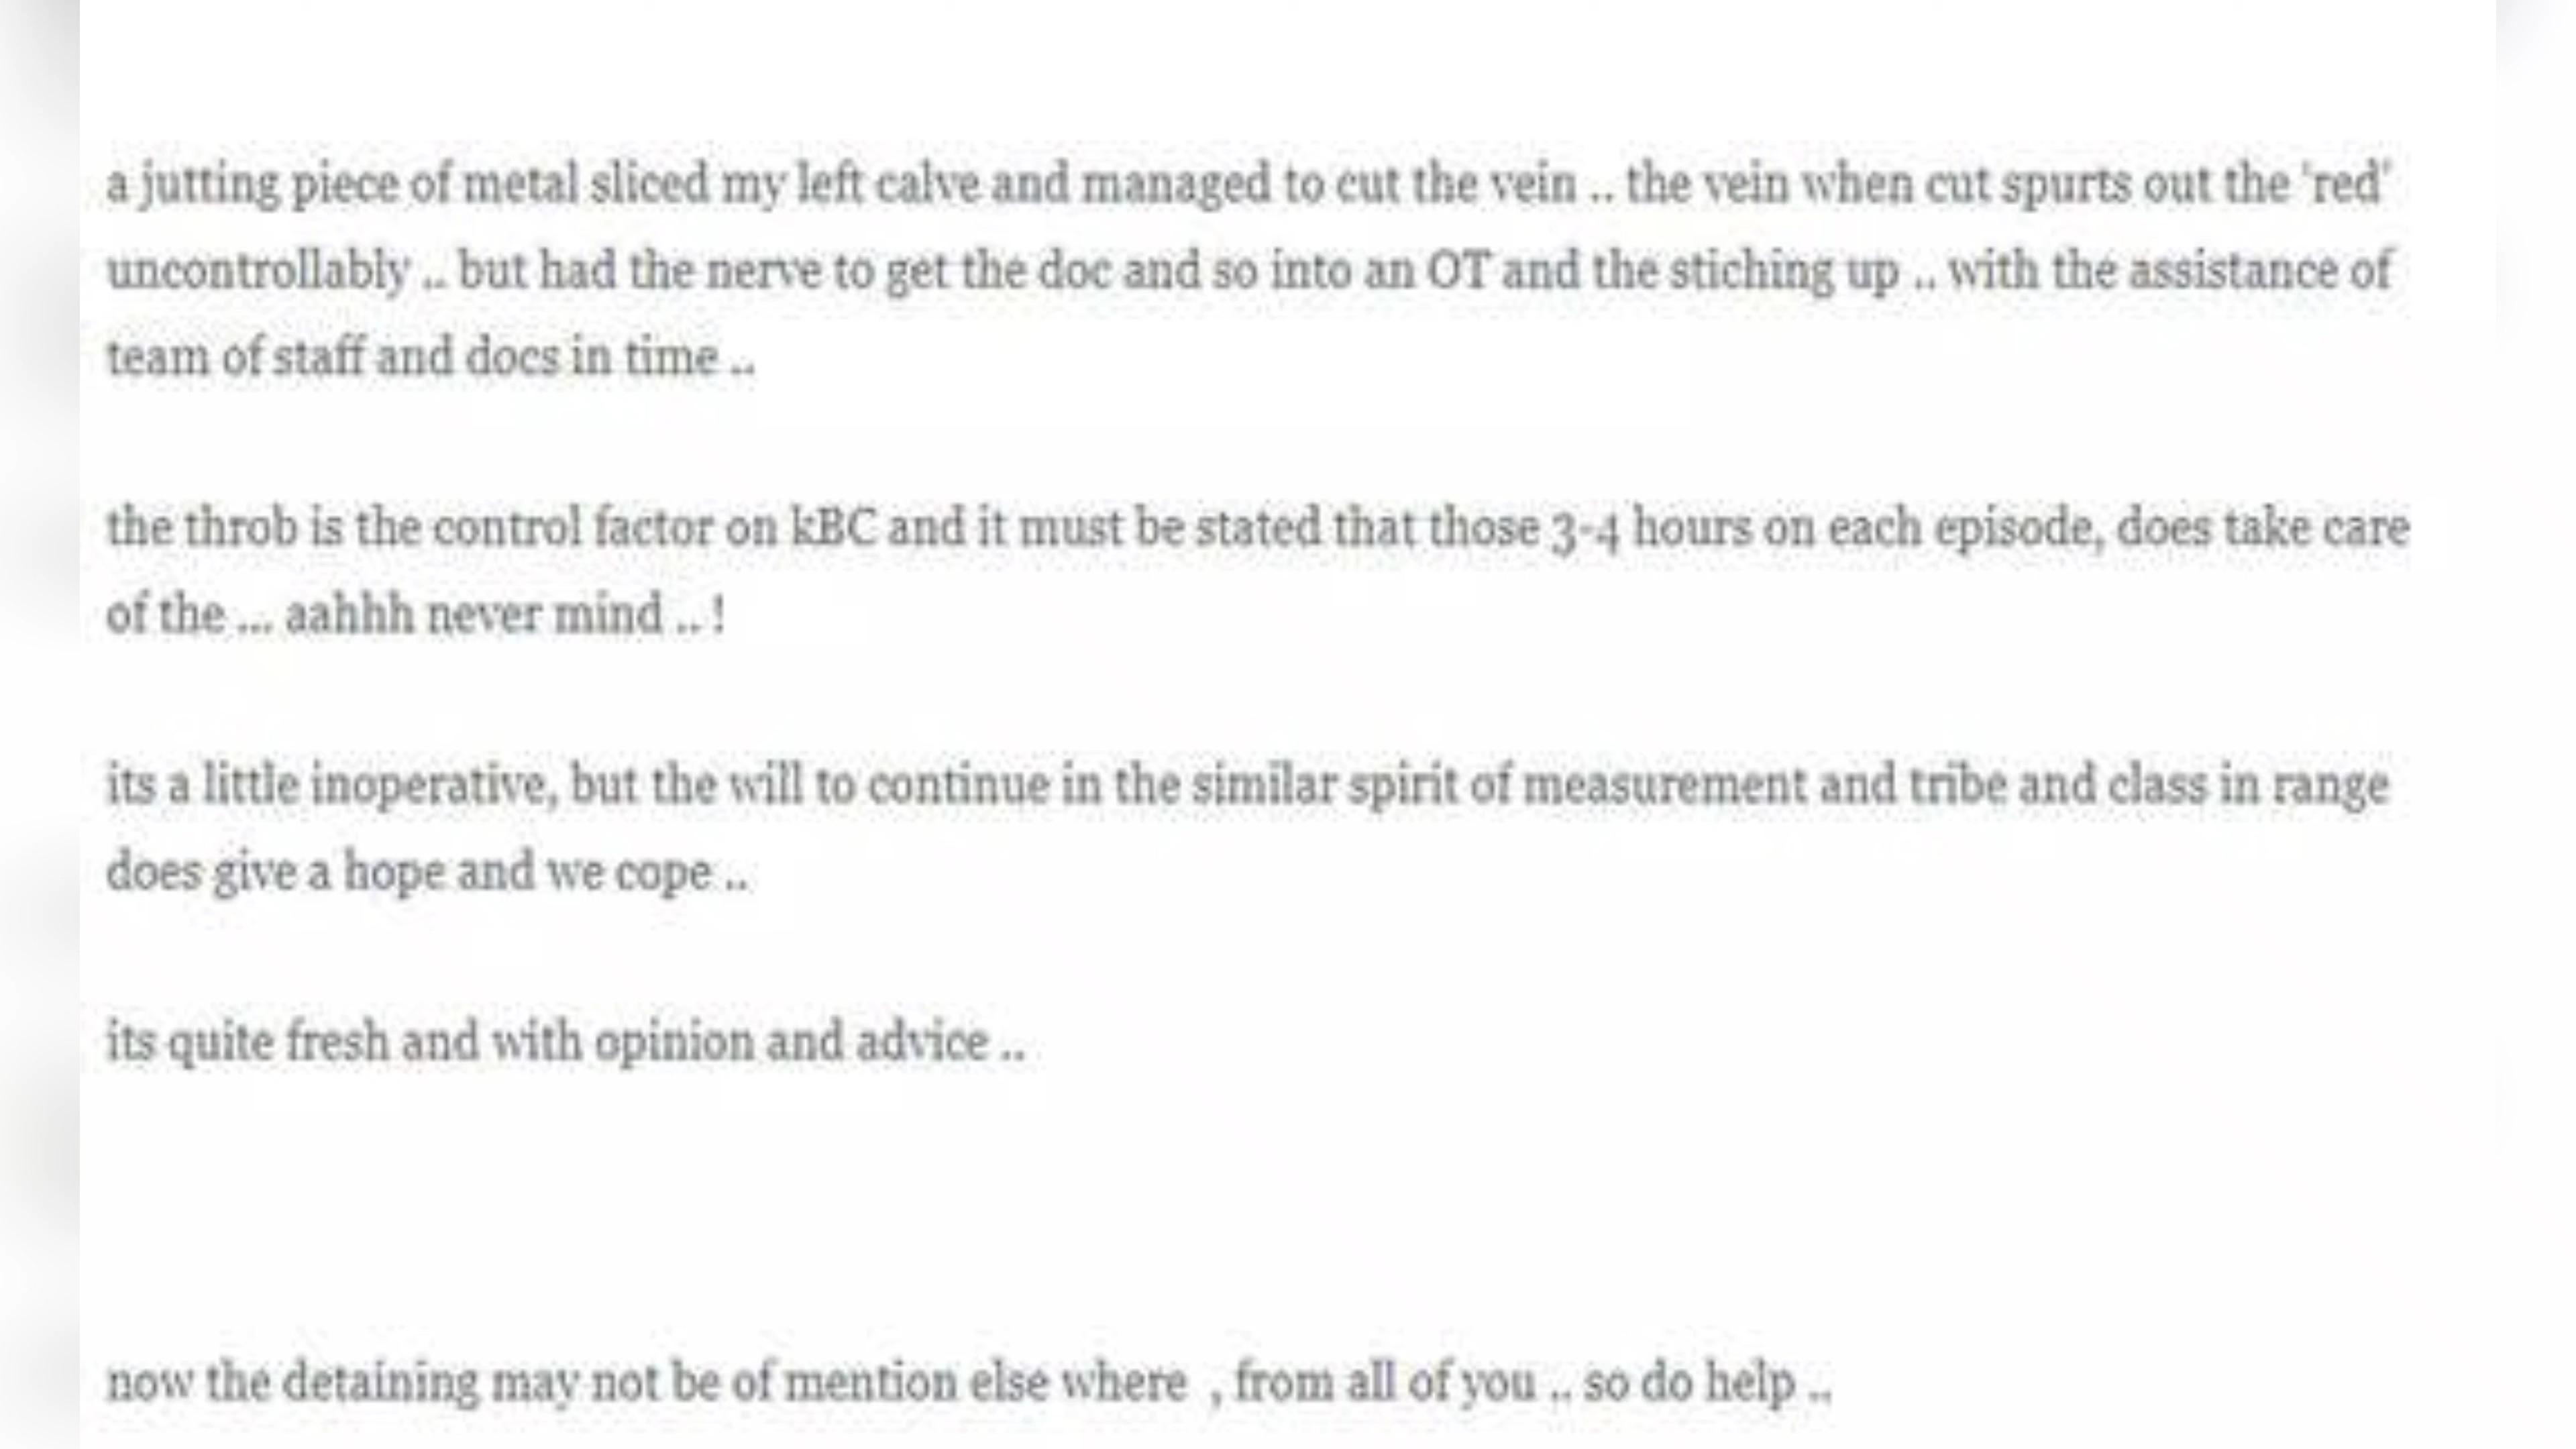 a jutting piece of metal sliced my left calve and managed to cut the vein .. the vein when cut spurts out the 'red'
uncontrollably .. but had the nerve to get the doc and so into an OT and the stiching up .. with the assistance of
team of staff and docs in time ..
the throb is the control factor on kBC and it must be stated that those 3-4 hours on each episode, does take care
of the ... aahhh never mind .. !
its a little inoperative, but the will to continue in the similar spirit of measurement and tribe and class in range
does give a hope and we cope ..
its quite fresh and with opinion and advice ..
now the detaining may not be of mention else where , from all of you .. so do help ..